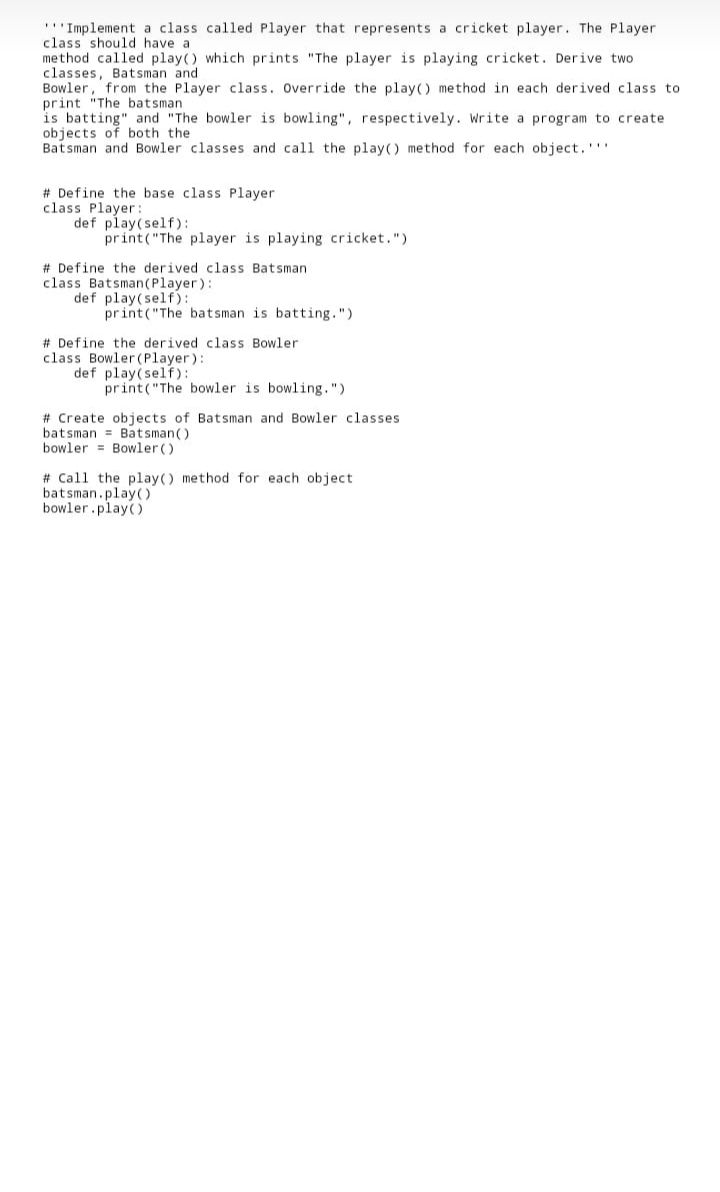 '''Implement a class called Player that represents a cricket player. The Player
class should have a
method called play() which prints "The player is playing cricket. Derive two
classes, Batsman and
Bowler, from the Player class. Override the play() method in each derived class to
print "The batsman
is batting" and "The bowler is bowling", respectively. Write a program to create
objects of both the
Batsman and Bowler classes and call the play() method for each object.'''

# Define the base class Player
class Player:
    def play(self):
        print("The player is playing cricket.")

# Define the derived class Batsman
class Batsman(Player):
    def play(self):
        print("The batsman is batting.")

# Define the derived class Bowler
class Bowler(Player):
    def play(self):
        print("The bowler is bowling.")

# Create objects of Batsman and Bowler classes
batsman = Batsman()
bowler = Bowler()

# Call the play() method for each object
batsman.play()
bowler.play()